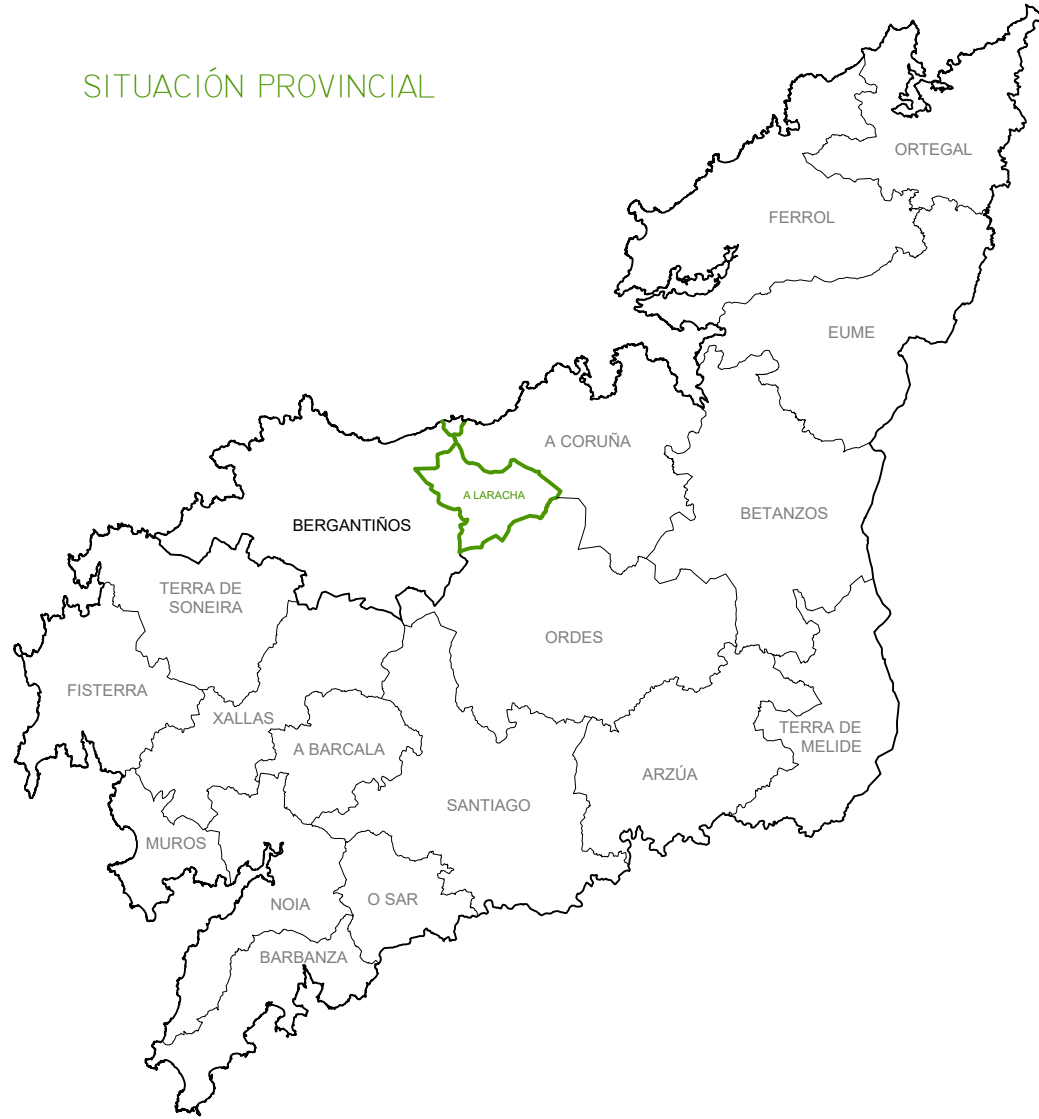 SITUACIÓN PROVINCIAL
ORTEGAL
FERROL
EUME
A CORUÑA
A LARACHA
BETANZOS
BERGANTIÑOS
TERRA DE
SONEIRA
ORDES
FISTERRA
XALLAS
A BARCALA
TERRA DE
MELIDE
ARZÚA
SANTIAGO
MUROS
NOIA
O SAR
BARBANZA